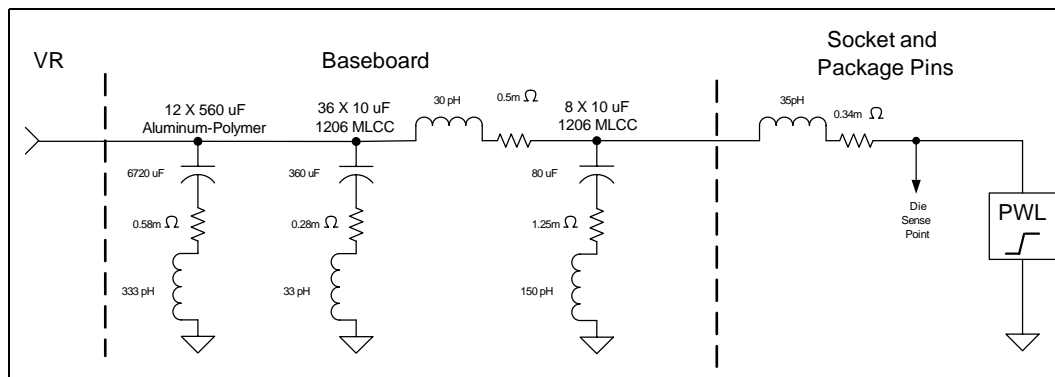 VR
Baseboard
Socket and
Package Pins
12 X 560 uF
Aluminum-Polymer
36 X 10 uF
1206 MLCC
30 pH
0.5m Ω
8 X 10 uF
1206 MLCC
35pH
0.34m Ω
6720 uF
360 uF
80 uF
0.58m Ω
0.28m Ω
1.25m Ω
333 pH
33 pH
150 pH
Die
Sense
Point
PWL